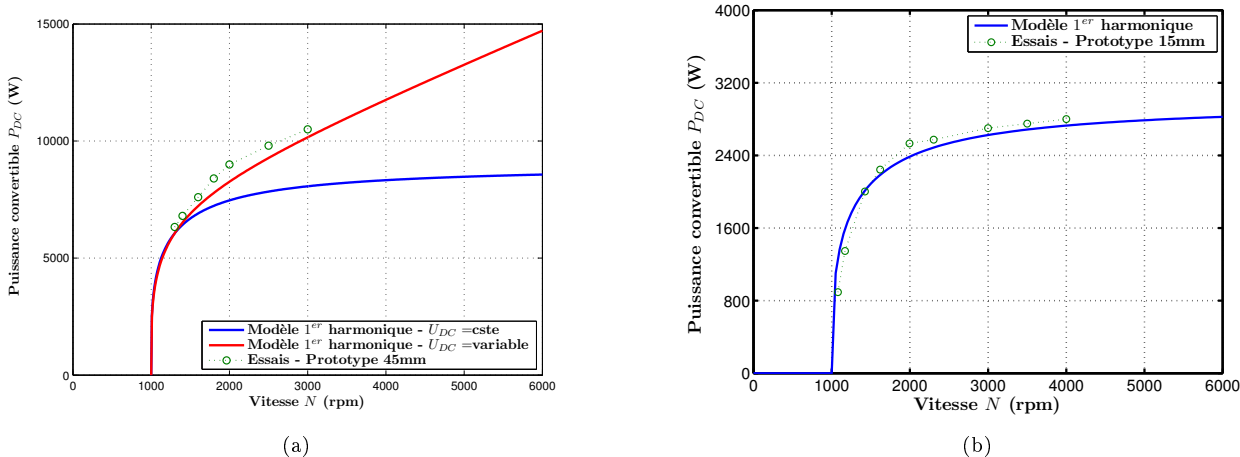 15000
10000
5000
0
0
1000
2000
3000
4000
5000
6000
Puissance convertible P_DC (W)
Vitesse N (rpm)
Modèle 1^er harmonique - U_DC =cste
Modèle 1^er harmonique - U_DC =variable
Essais - Prototype 45mm
(a)
4000
3200
2400
1600
800
0
0
1000
2000
3000
4000
5000
6000
Puissance convertible P_DC (W)
Vitesse N (rpm)
Modèle 1^er harmonique
Essais - Prototype 15mm
(b)